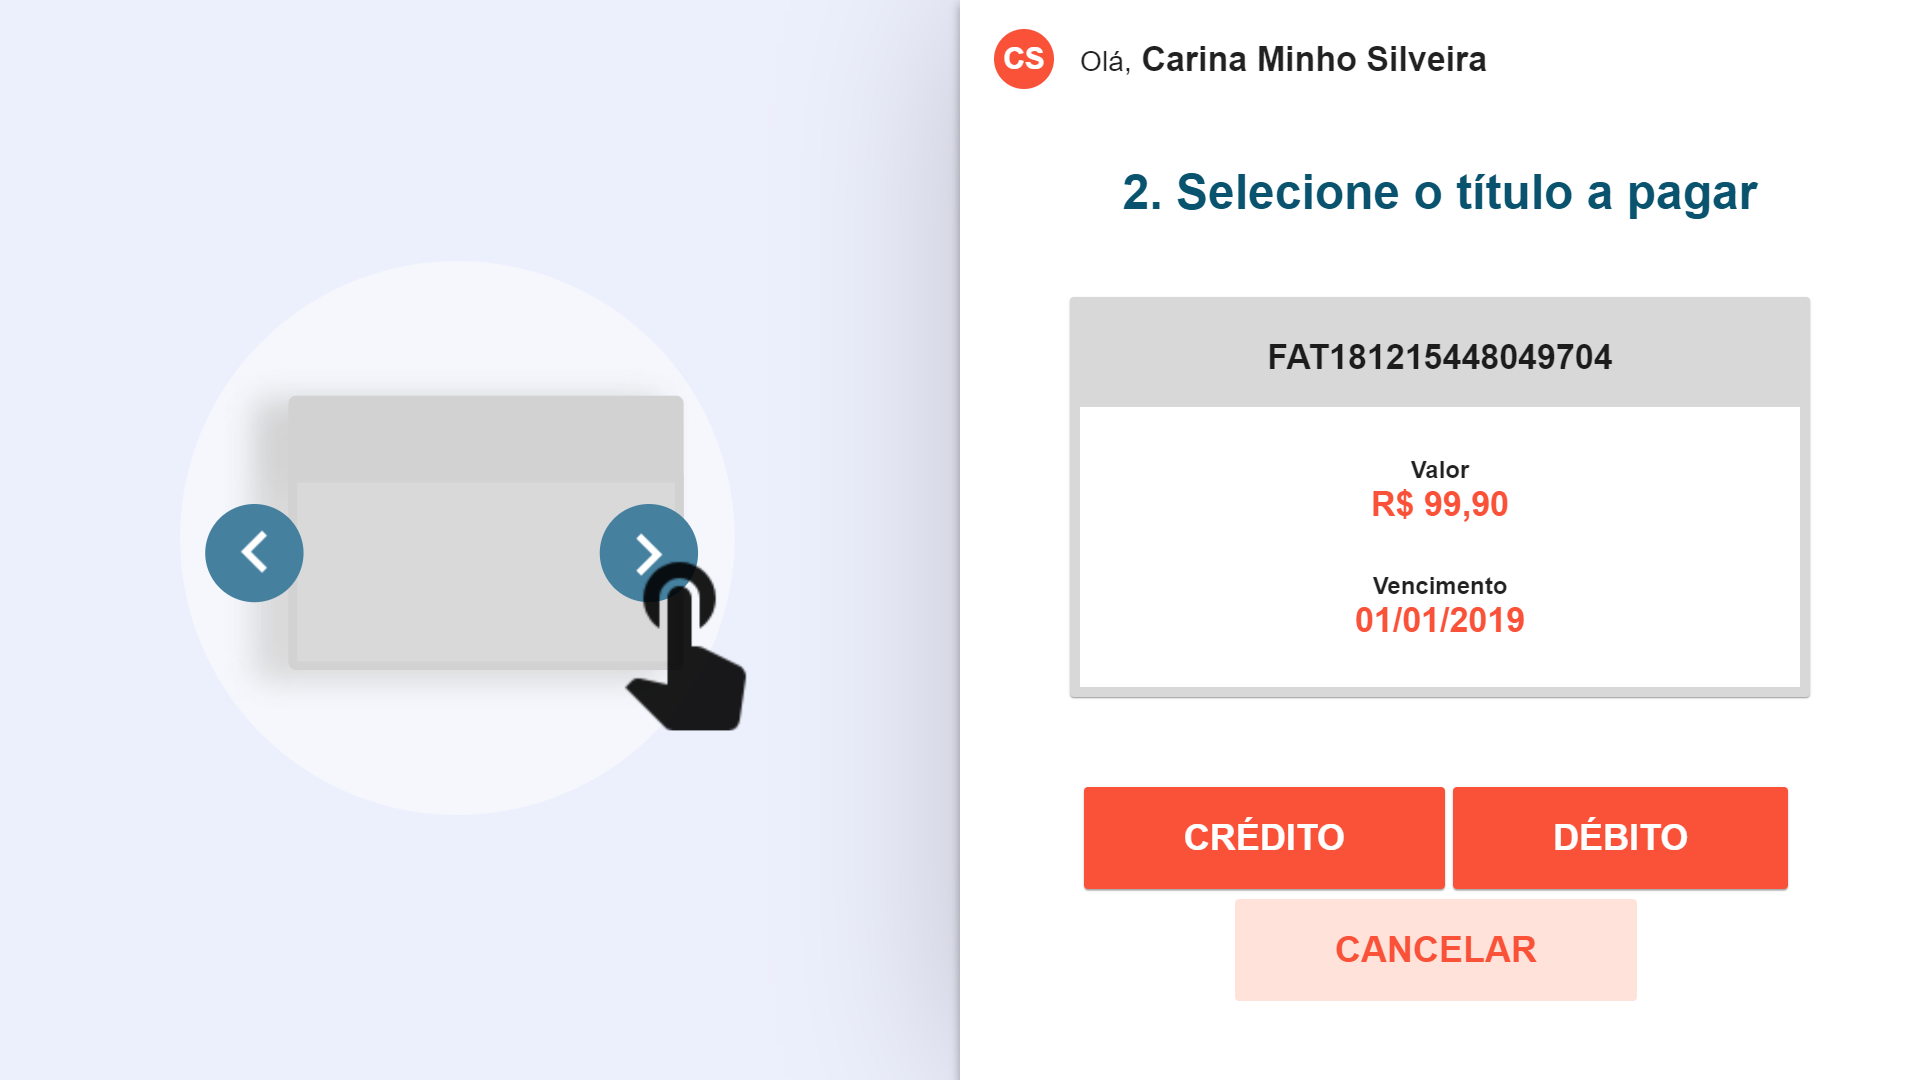 CS
Olá, Carina Minho Silveira
2. Selecione o título a pagar
FAT181215448049704
Valor
R$ 99,90
Vencimento
01/01/2019
CRÉDITO
DÉBITO
CANCELAR